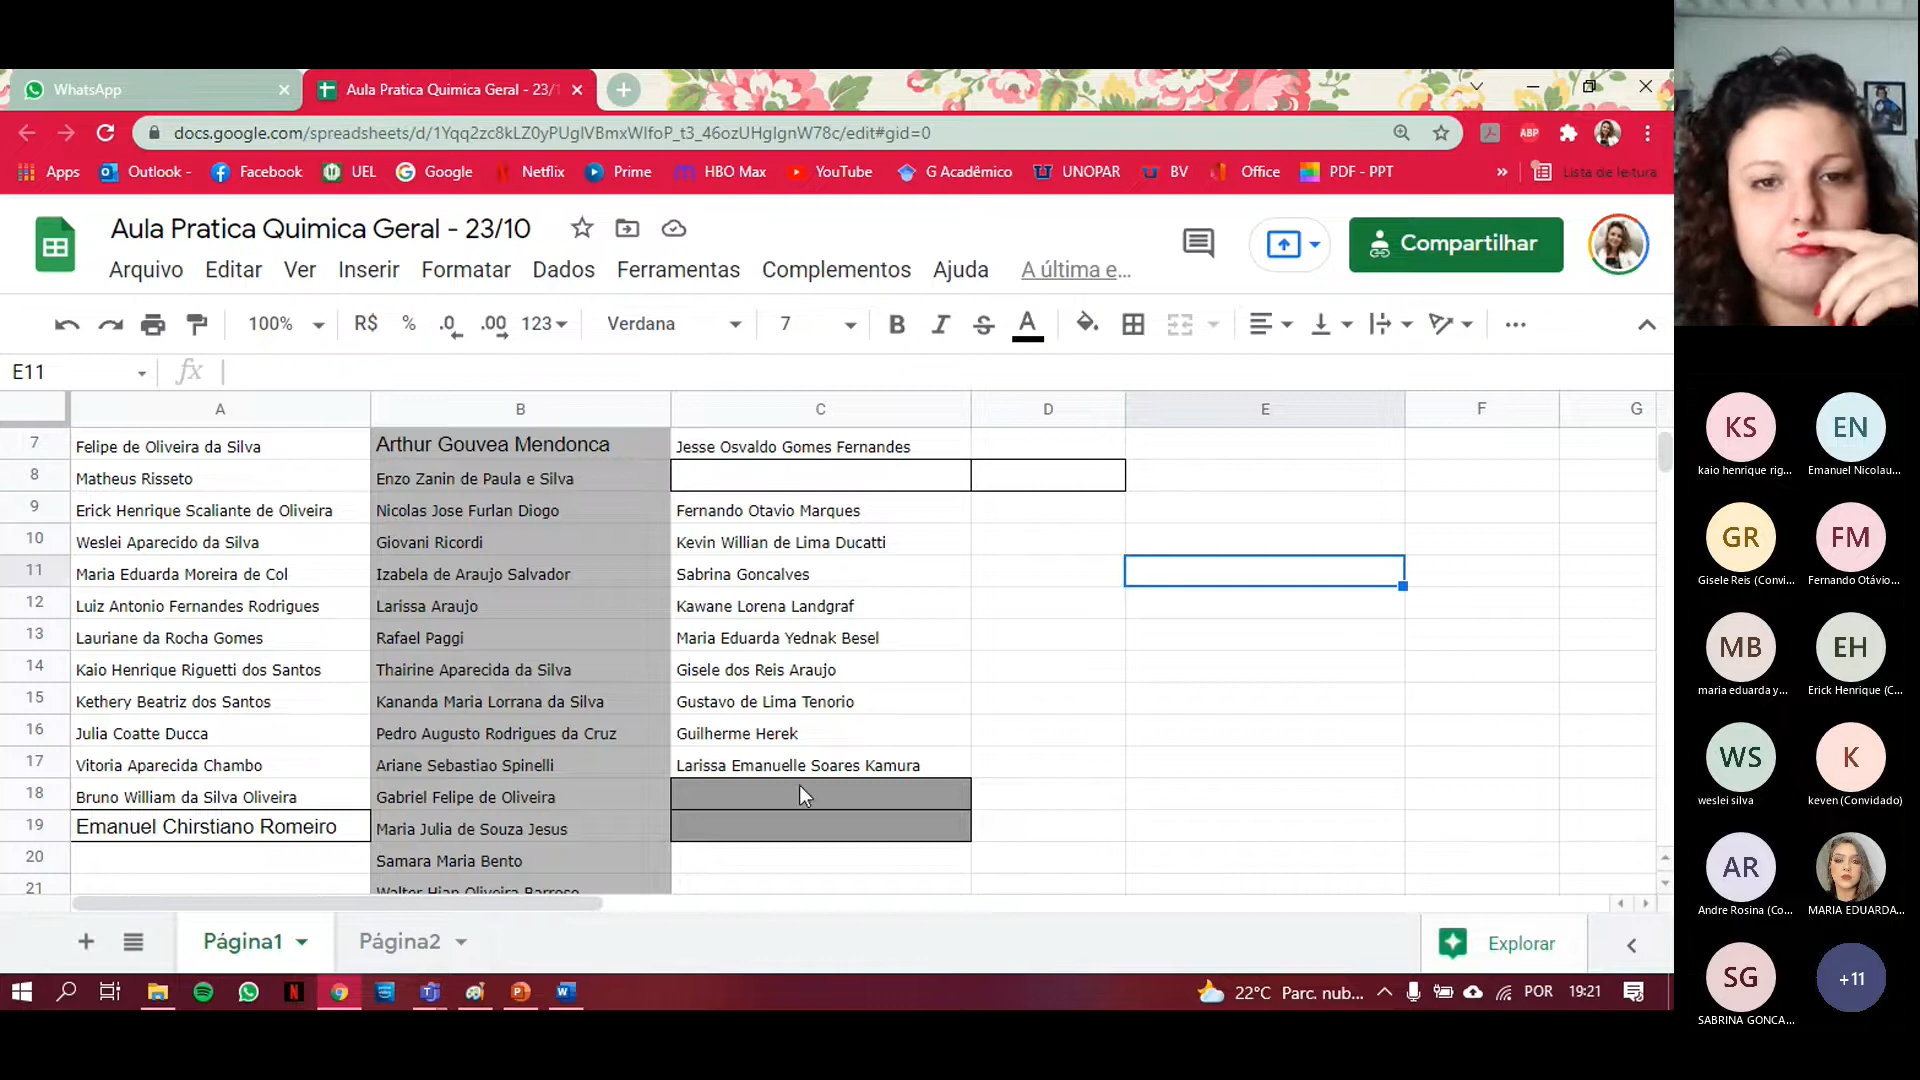 WhatsApp
Aula Pratica Quimica Geral - 23/1
docs.google.com/spreadsheets/d/1Yqq2zc8kLZ0yPUglVBmxWlfoP_t3_46ozUHglgnW78c/edit#gid=0
ABP
Apps Outlook - Facebook UEL Google Netflix Prime HBO Max YouTube G Acadêmico UNOPAR BV Office PDF - PPT » Lista de leitura
Aula Pratica Quimica Geral - 23/10
Compartilhar
Arquivo Editar Ver Inserir Formatar Dados Ferramentas Complementos Ajuda A última e...
100% R$ % .0 .00 123 Verdana 7 B I S A
E11 fx
A B C D E F G
7 Felipe de Oliveira da Silva Arthur Gouvea Mendonca Jesse Osvaldo Gomes Fernandes
8 Matheus Risseto Enzo Zanin de Paula e Silva
9 Erick Henrique Scaliante de Oliveira Nicolas Jose Furlan Diogo Fernando Otavio Marques
10 Weslei Aparecido da Silva Giovani Ricordi Kevin Willian de Lima Ducatti
11 Maria Eduarda Moreira de Col Izabela de Araujo Salvador Sabrina Goncalves
12 Luiz Antonio Fernandes Rodrigues Larissa Araujo Kawane Lorena Landgraf
13 Lauriane da Rocha Gomes Rafael Paggi Maria Eduarda Yednak Besel
14 Kaio Henrique Riguetti dos Santos Thairine Aparecida da Silva Gisele dos Reis Araujo
15 Kethery Beatriz dos Santos Kananda Maria Lorrana da Silva Gustavo de Lima Tenorio
16 Julia Coatte Ducca Pedro Augusto Rodrigues da Cruz Guilherme Herek
17 Vitoria Aparecida Chambo Ariane Sebastiao Spinelli Larissa Emanuelle Soares Kamura
18 Bruno William da Silva Oliveira Gabriel Felipe de Oliveira
19 Emanuel Chirstiano Romeiro Maria Julia de Souza Jesus
20 Samara Maria Bento
21 Walter Hian Oliveira Barroso
Página1 Página2 Explorar
22°C Parc. nub... POR 19:21
KS EN
kaio henrique rig... Emanuel Nicolau...
GR FM
Gisele Reis (Convi... Fernando Otávio...
MB EH
maria eduarda y... Erick Henrique (C...
WS K
weslei silva keven (Convidado)
AR
Andre Rosina (Co... MARIA EDUARDA...
SG +11
SABRINA GONCA...